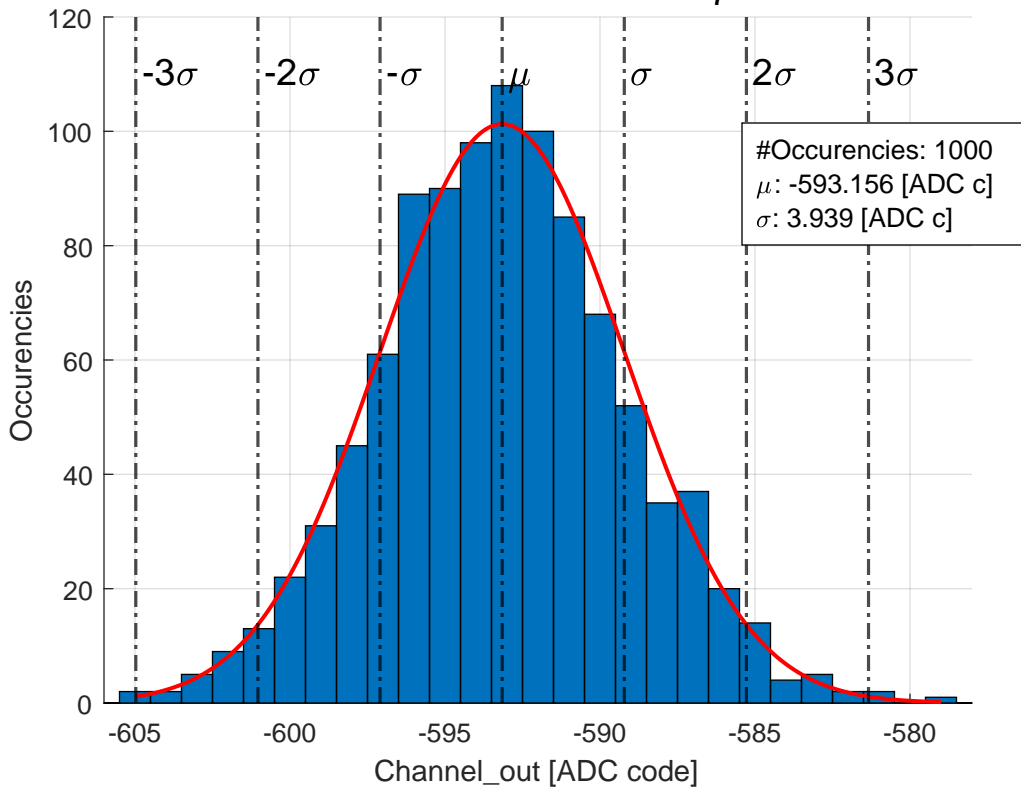 120
100
80
60
40
20
0
-3σ -2σ -σ μ σ 2σ 3σ
#Occurencies: 1000
μ: -593.156 [ADC c]
σ: 3.939 [ADC c]
Occurencies
-605 -600 -595 -590 -585 -580
Channel_out [ADC code]